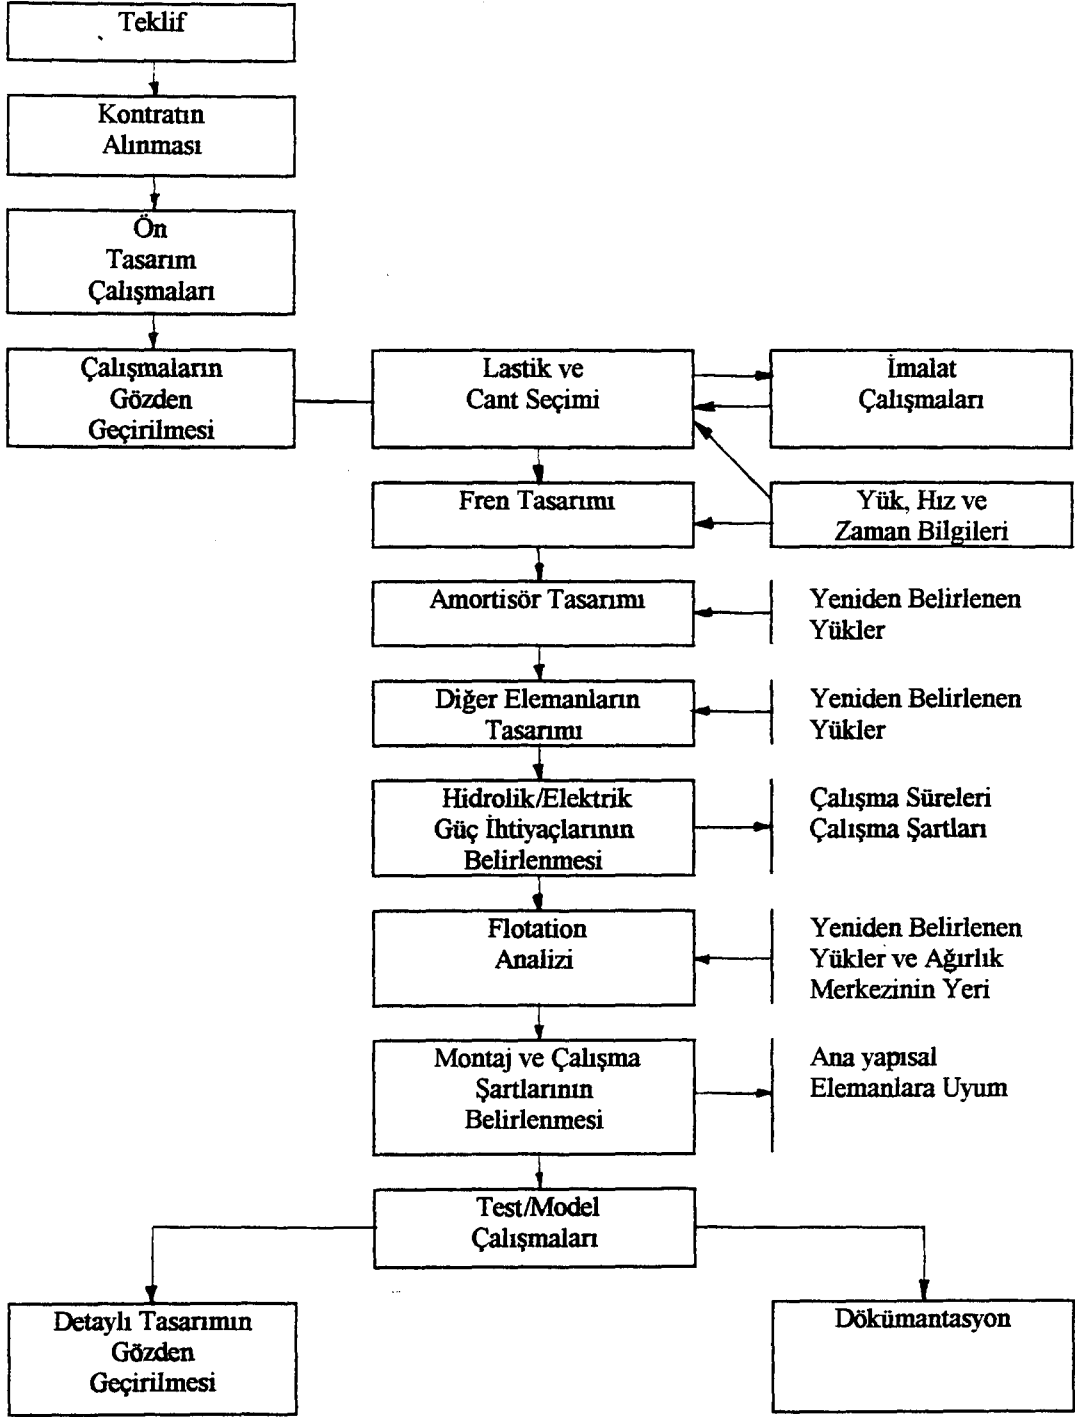 Teklif
Kontratın
Alınması
Ön
Tasarım
Çalışmaları
Çalışmaların
Gözden
Geçirilmesi
Lastik ve
Cant Seçimi
İmalat
Çalışmaları
Fren Tasarımı
Yük, Hız ve
Zaman Bilgileri
Amortisör Tasarımı
Yeniden Belirlenen
Yükler
Diğer Elemanların
Tasarımı
Yeniden Belirlenen
Yükler
Hidrolik/Elektrik
Güç İhtiyaçlarının
Belirlenmesi
Çalışma Süreleri
Çalışma Şartları
Flotation
Analizi
Yeniden Belirlenen
Yükler ve Ağırlık
Merkezinin Yeri
Montaj ve Çalışma
Şartlarının
Belirlenmesi
Ana yapısal
Elemanlara Uyum
Test/Model
Çalışmaları
Detaylı Tasarımın
Gözden
Geçirilmesi
Dökümantasyon